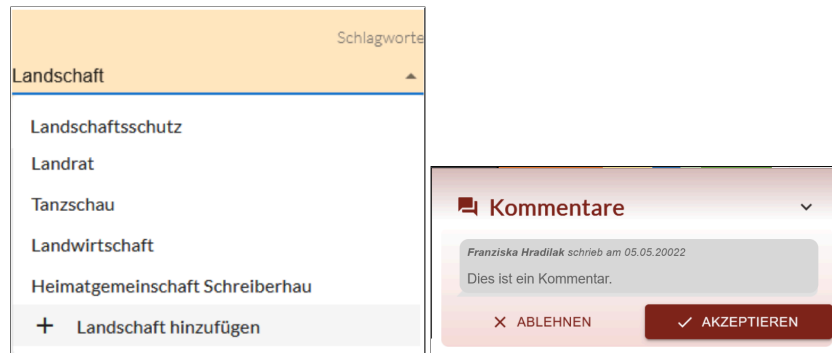 Schlagworte
Landschaft
Landschaftsschutz
Landrat
Tanzschau
Landwirtschaft
Heimatgemeinschaft Schreiberhau
+ Landschaft hinzufügen
Kommentare
Franziska Hradilak schrieb am 05.05.20022
Dies ist ein Kommentar.
ABLEHNEN
AKZEPTIEREN